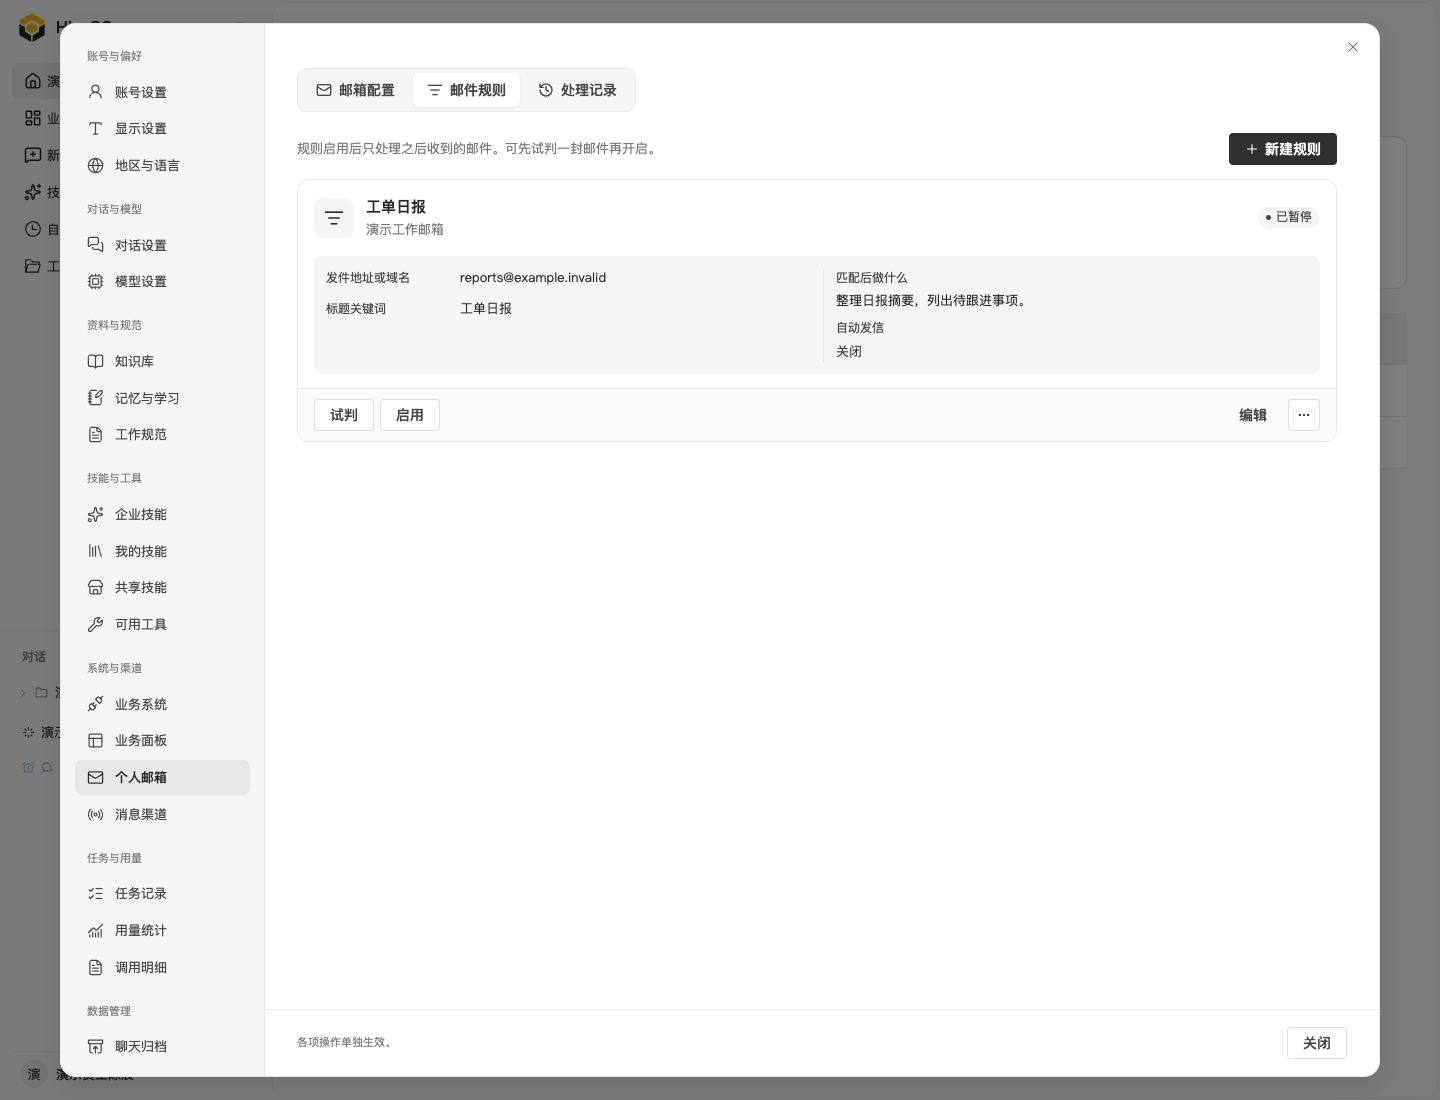 账号与偏好
账号设置
显示设置
地区与语言
对话与模型
对话设置
模型设置
资料与规范
知识库
记忆与学习
工作规范
技能与工具
企业技能
我的技能
共享技能
可用工具
系统与渠道
业务系统
业务面板
个人邮箱
消息渠道
任务与用量
任务记录
用量统计
调用明细
数据管理
聊天归档
对话
演
邮箱配置 邮件规则 处理记录
规则启用后只处理之后收到的邮件。可先试判一封邮件再开启。
新建规则
工单日报
演示工作邮箱
已暂停
发件地址或域名 reports@example.invalid
标题关键词 工单日报
匹配后做什么
整理日报摘要，列出待跟进事项。
自动发信
关闭
试判 启用 编辑
各项操作单独生效。
关闭